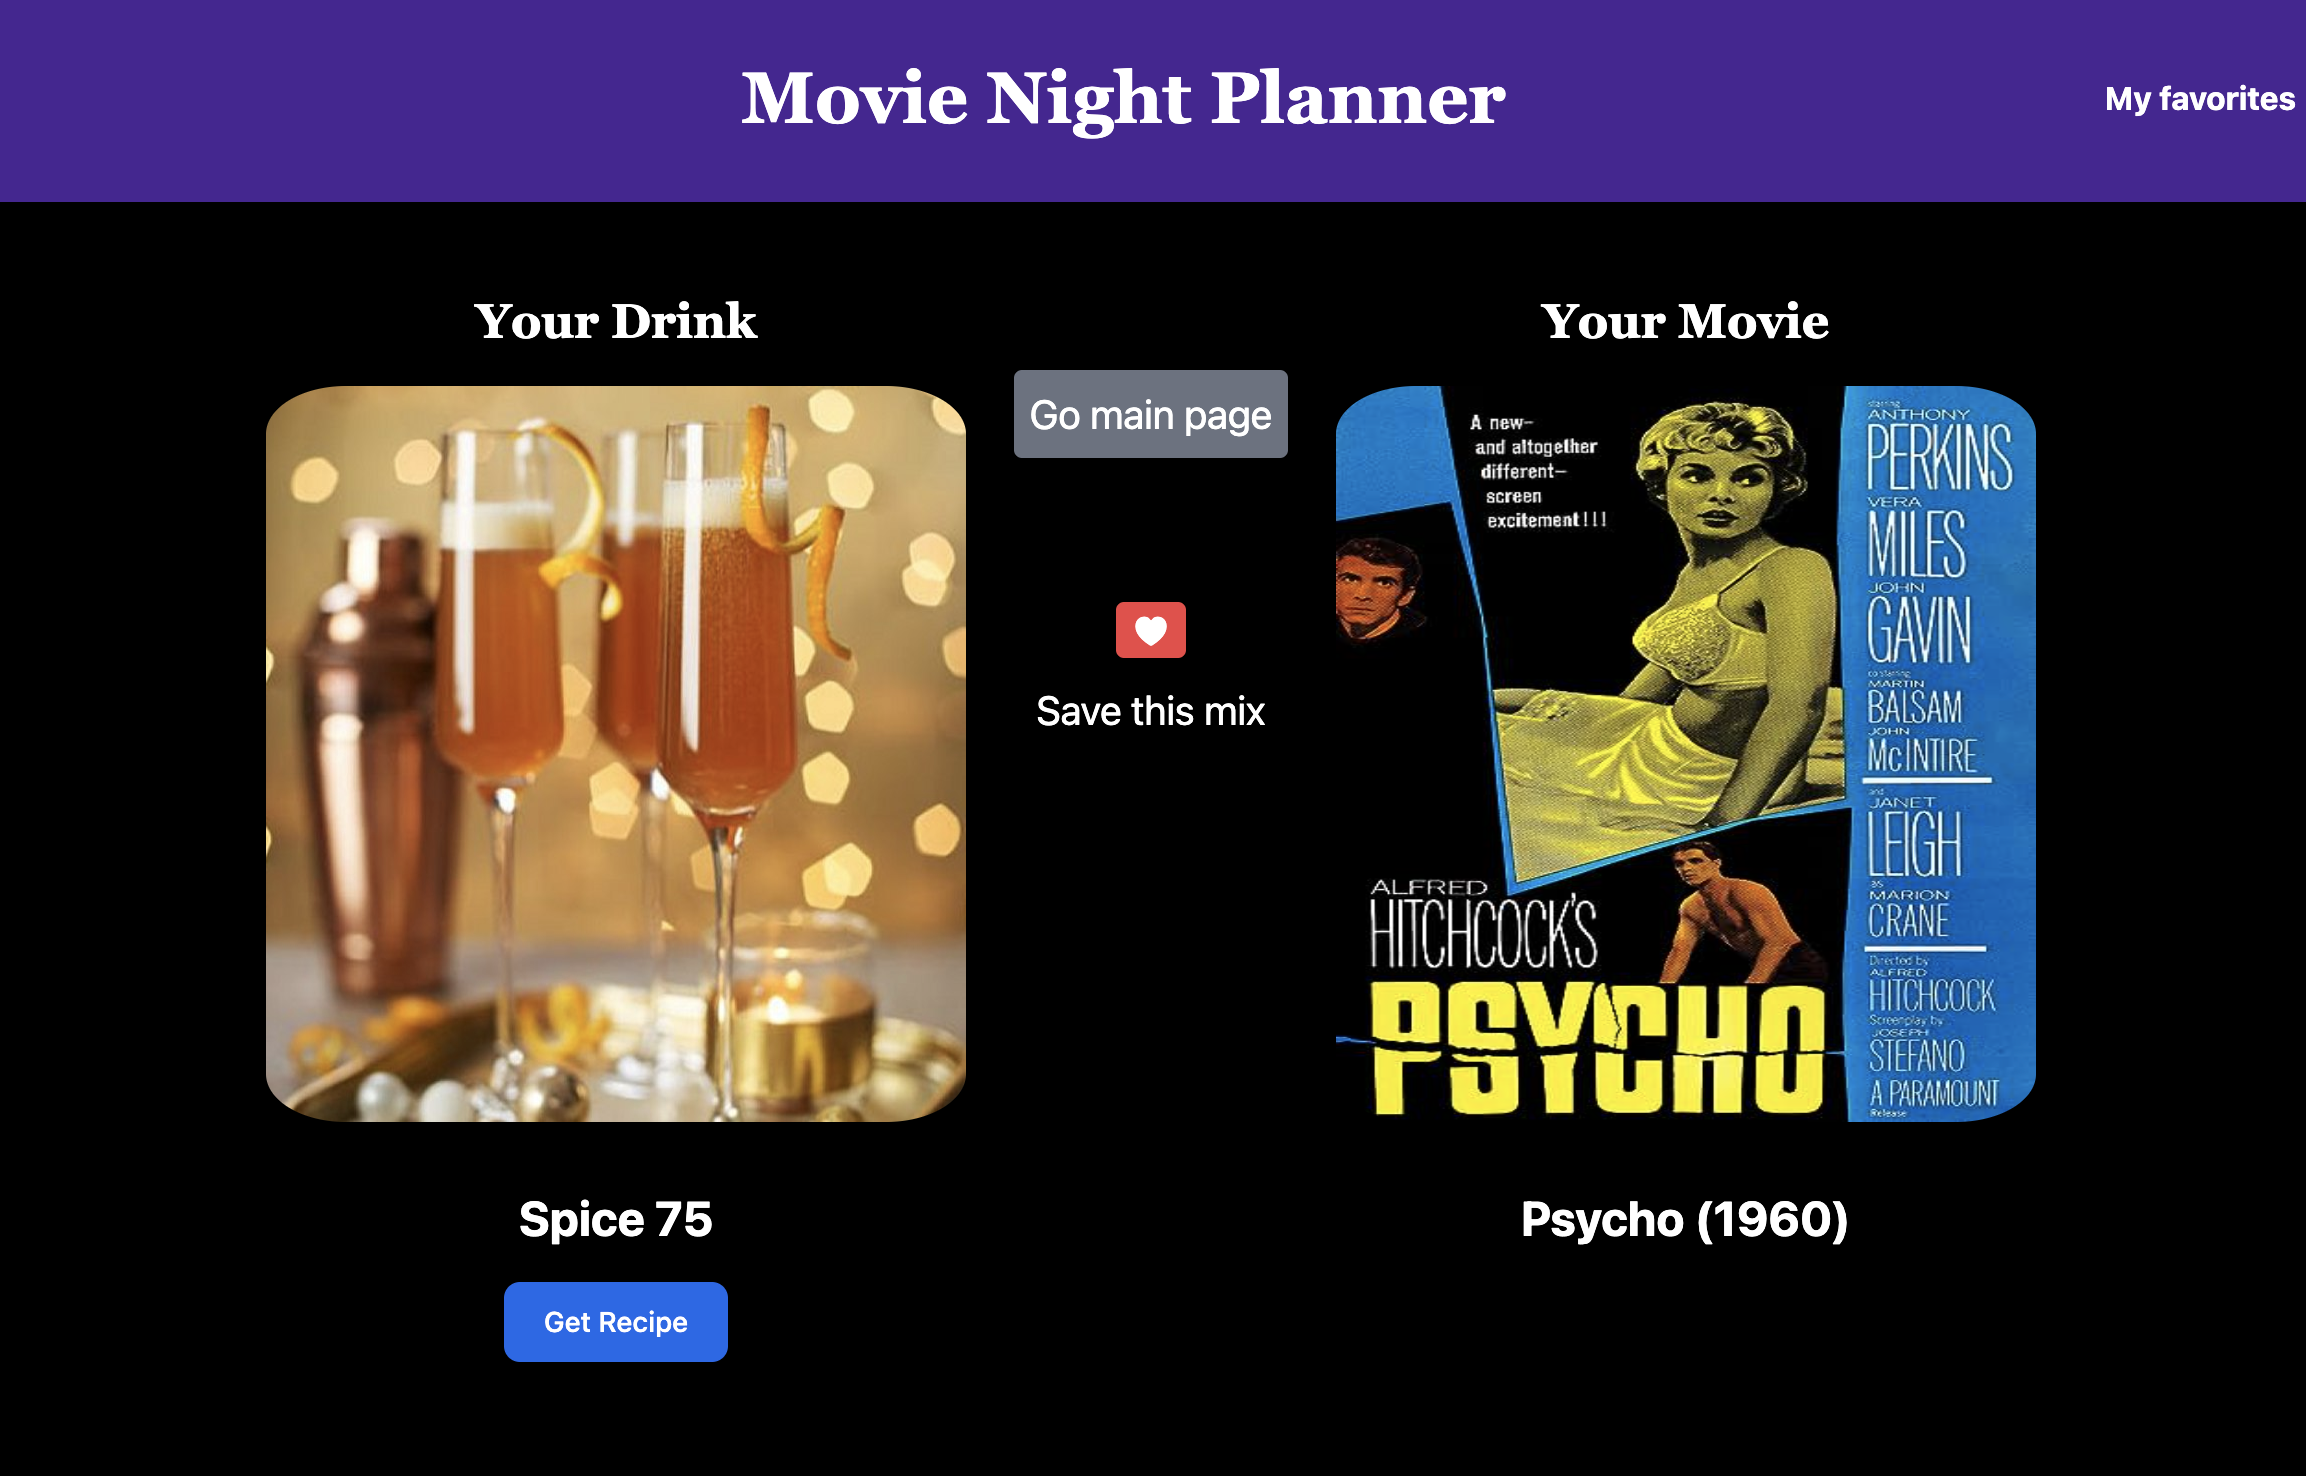 Movie Night Planner
My favorites
Your Drink
Your Movie
Go main page
Save this mix
A new–
and altogether
different–
screen
excitement!!!
starring
ANTHONY
PERKINS
VERA
MILES
JOHN
GAVIN
co-starring
MARTIN
BALSAM
JOHN
McINTIRE
and
JANET
LEIGH
as
MARION
CRANE
Directed by
ALFRED
HITCHCOCK
Screenplay by
JOSEPH
STEFANO
A PARAMOUNT
Release
ALFRED
HITCHCOCK'S
PSYCHO
Spice 75
Psycho (1960)
Get Recipe